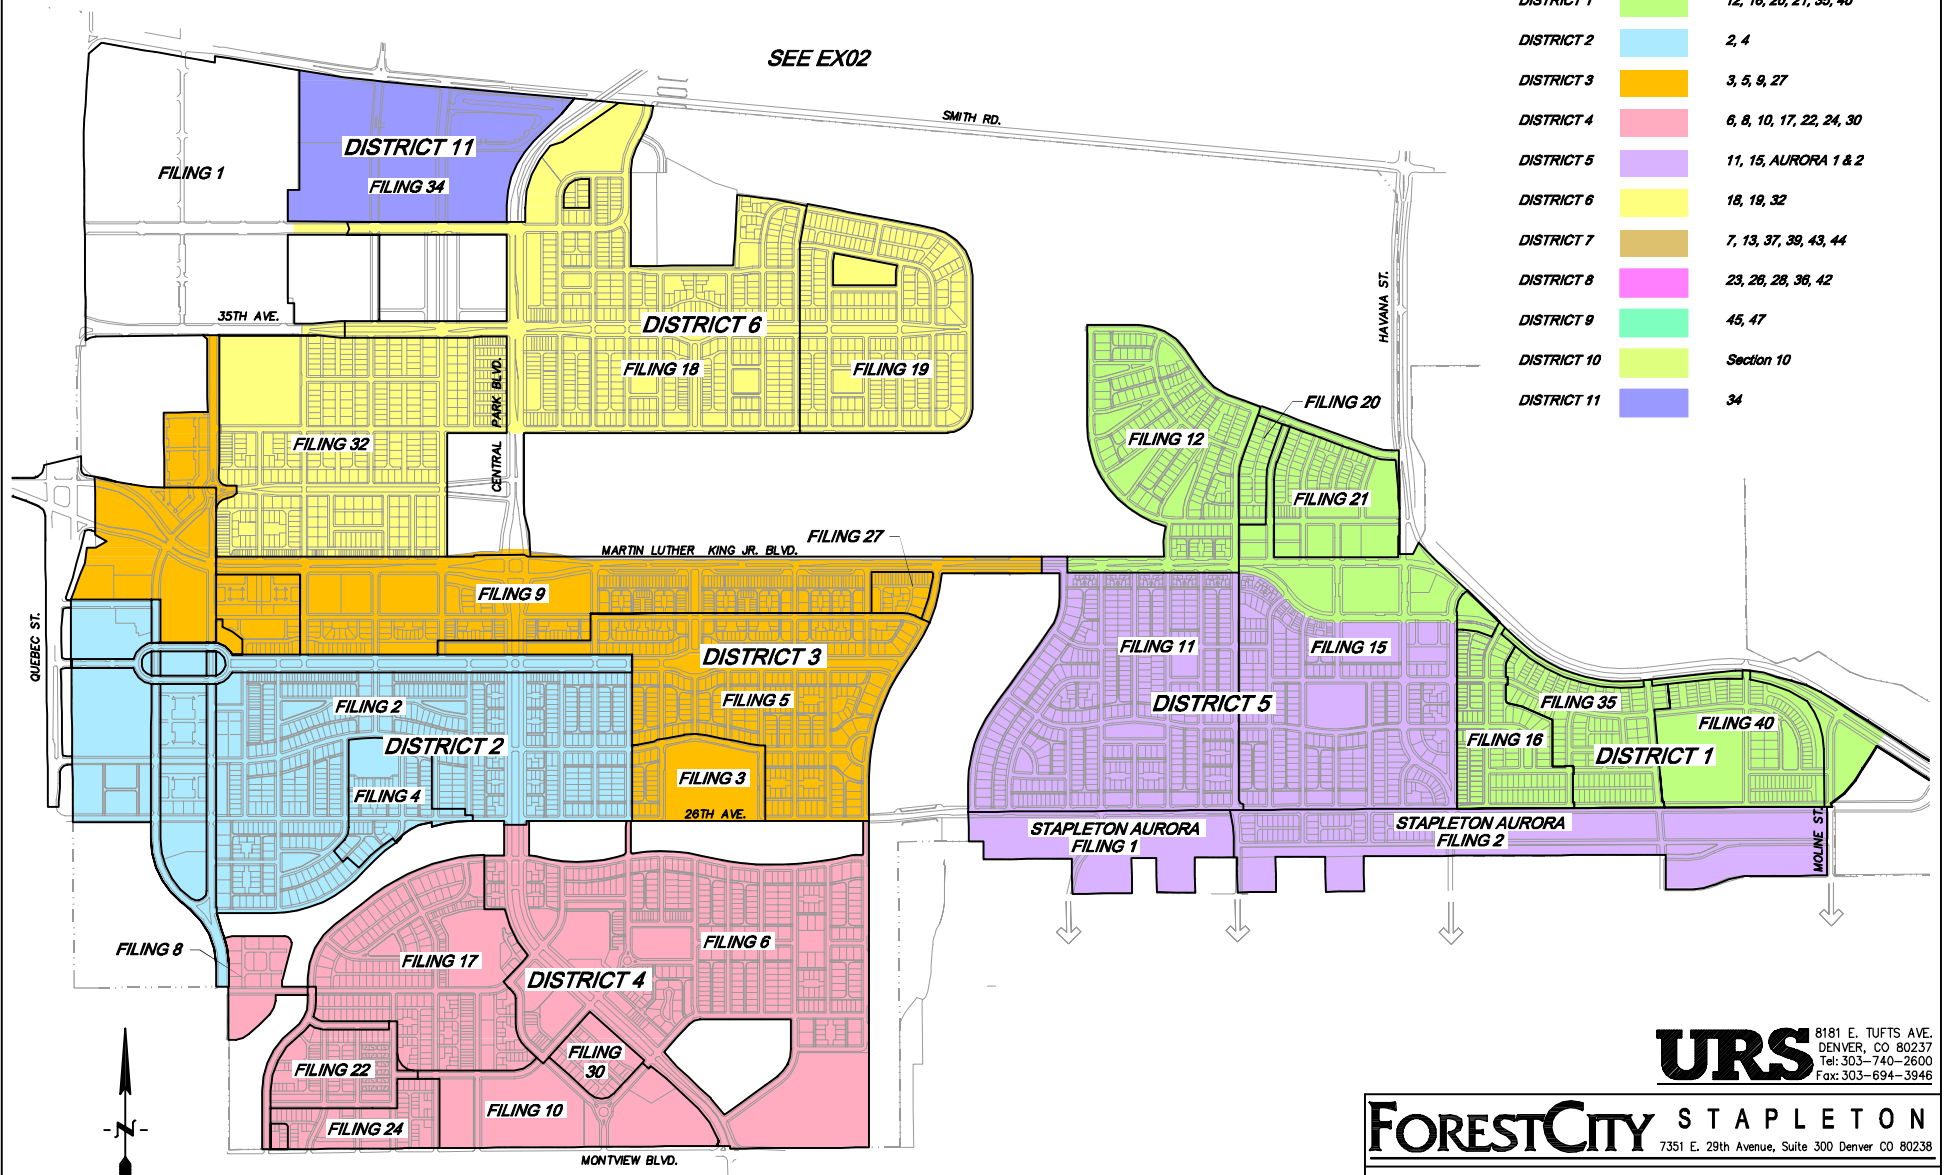 DISTRICT 1 12, 16, 20, 21, 35, 40
DISTRICT 2 2, 4
DISTRICT 3 3, 5, 9, 27
DISTRICT 4 6, 8, 10, 17, 22, 24, 30
DISTRICT 5 11, 15, AURORA 1 & 2
DISTRICT 6 18, 19, 32
DISTRICT 7 7, 13, 37, 39, 43, 44
DISTRICT 8 23, 26, 28, 36, 42
DISTRICT 9 45, 47
DISTRICT 10 Section 10
DISTRICT 11 34
SEE EX02
SMITH RD.
DISTRICT 11
FILING 1
FILING 34
HAVANA ST.
35TH AVE.
DISTRICT 6
FILING 18
FILING 19
CENTRAL PARK BLVD.
FILING 32
FILING 20
FILING 12
FILING 21
FILING 27
MARTIN LUTHER KING JR. BLVD.
FILING 9
QUEBEC ST.
DISTRICT 3
FILING 5
FILING 11
FILING 15
FILING 2
DISTRICT 2
DISTRICT 5
FILING 35
FILING 40
FILING 16
DISTRICT 1
FILING 3
FILING 4
26TH AVE.
STAPLETON AURORA
FILING 1
STAPLETON AURORA
FILING 2
MOLINE ST.
FILING 8
FILING 17
FILING 6
DISTRICT 4
FILING
30
FILING 22
FILING 10
FILING 24
MONTVIEW BLVD.
N
URS
8181 E. TUFTS AVE.
DENVER, CO 80237
Tel: 303-740-2600
Fax: 303-694-3946
FORESTCITY STAPLETON
7351 E. 29th Avenue, Suite 300 Denver CO 80238